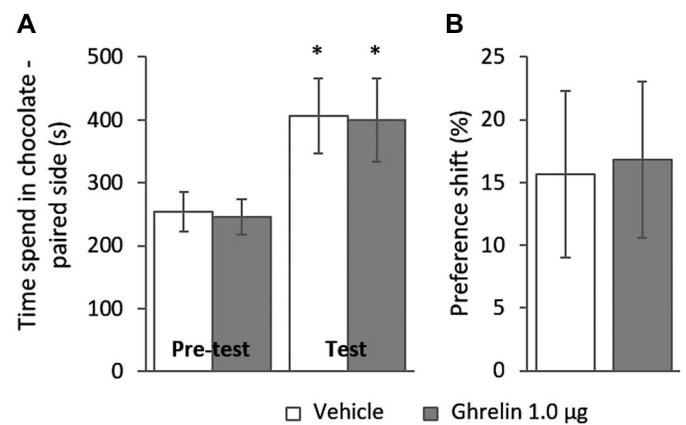 A
B
Time spend in chocolate -
paired side (s)
500
400
300
200
100
0
* *
Pre-test Test
Preference shift (%)
25
20
15
10
5
0
Vehicle Ghrelin 1.0 µg